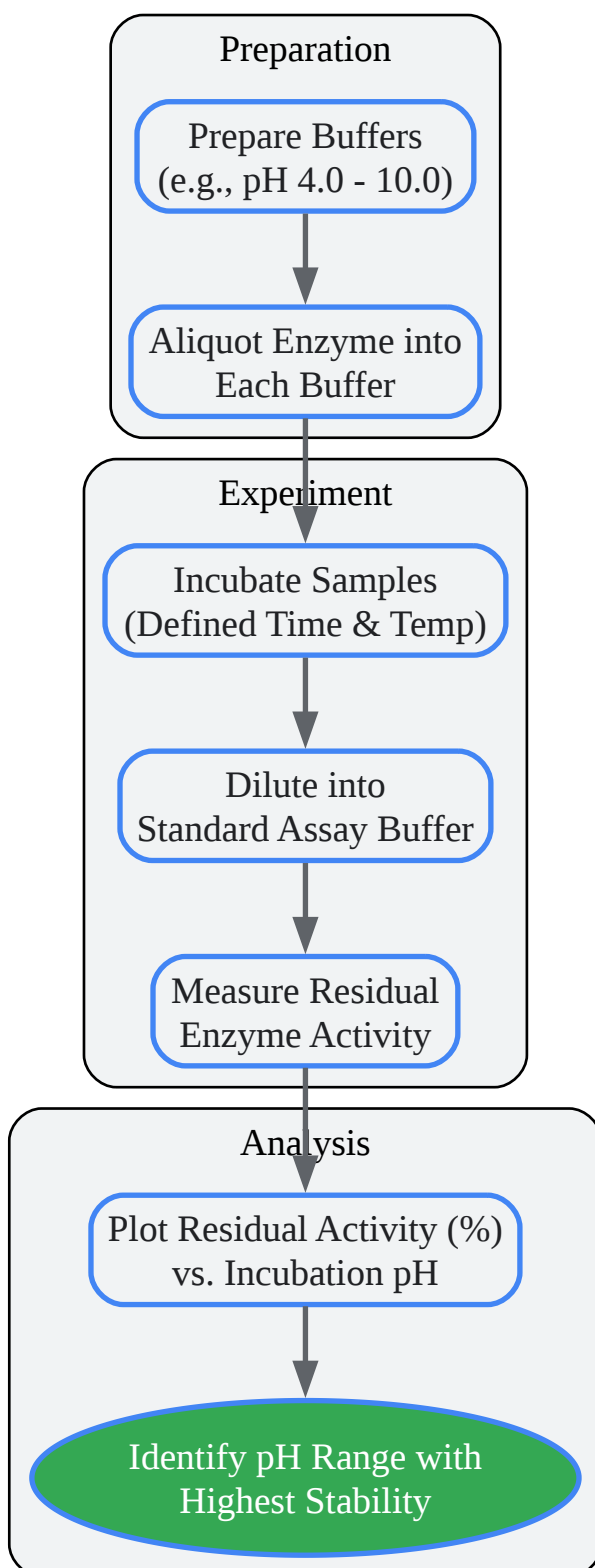 Preparation
Prepare Buffers
(e.g., pH 4.0 - 10.0)
Aliquot Enzyme into
Each Buffer
Experiment
Incubate Samples
(Defined Time & Temp)
Dilute into
Standard Assay Buffer
Measure Residual
Enzyme Activity
Analysis
Plot Residual Activity (%)
vs. Incubation pH
Identify pH Range with
Highest Stability